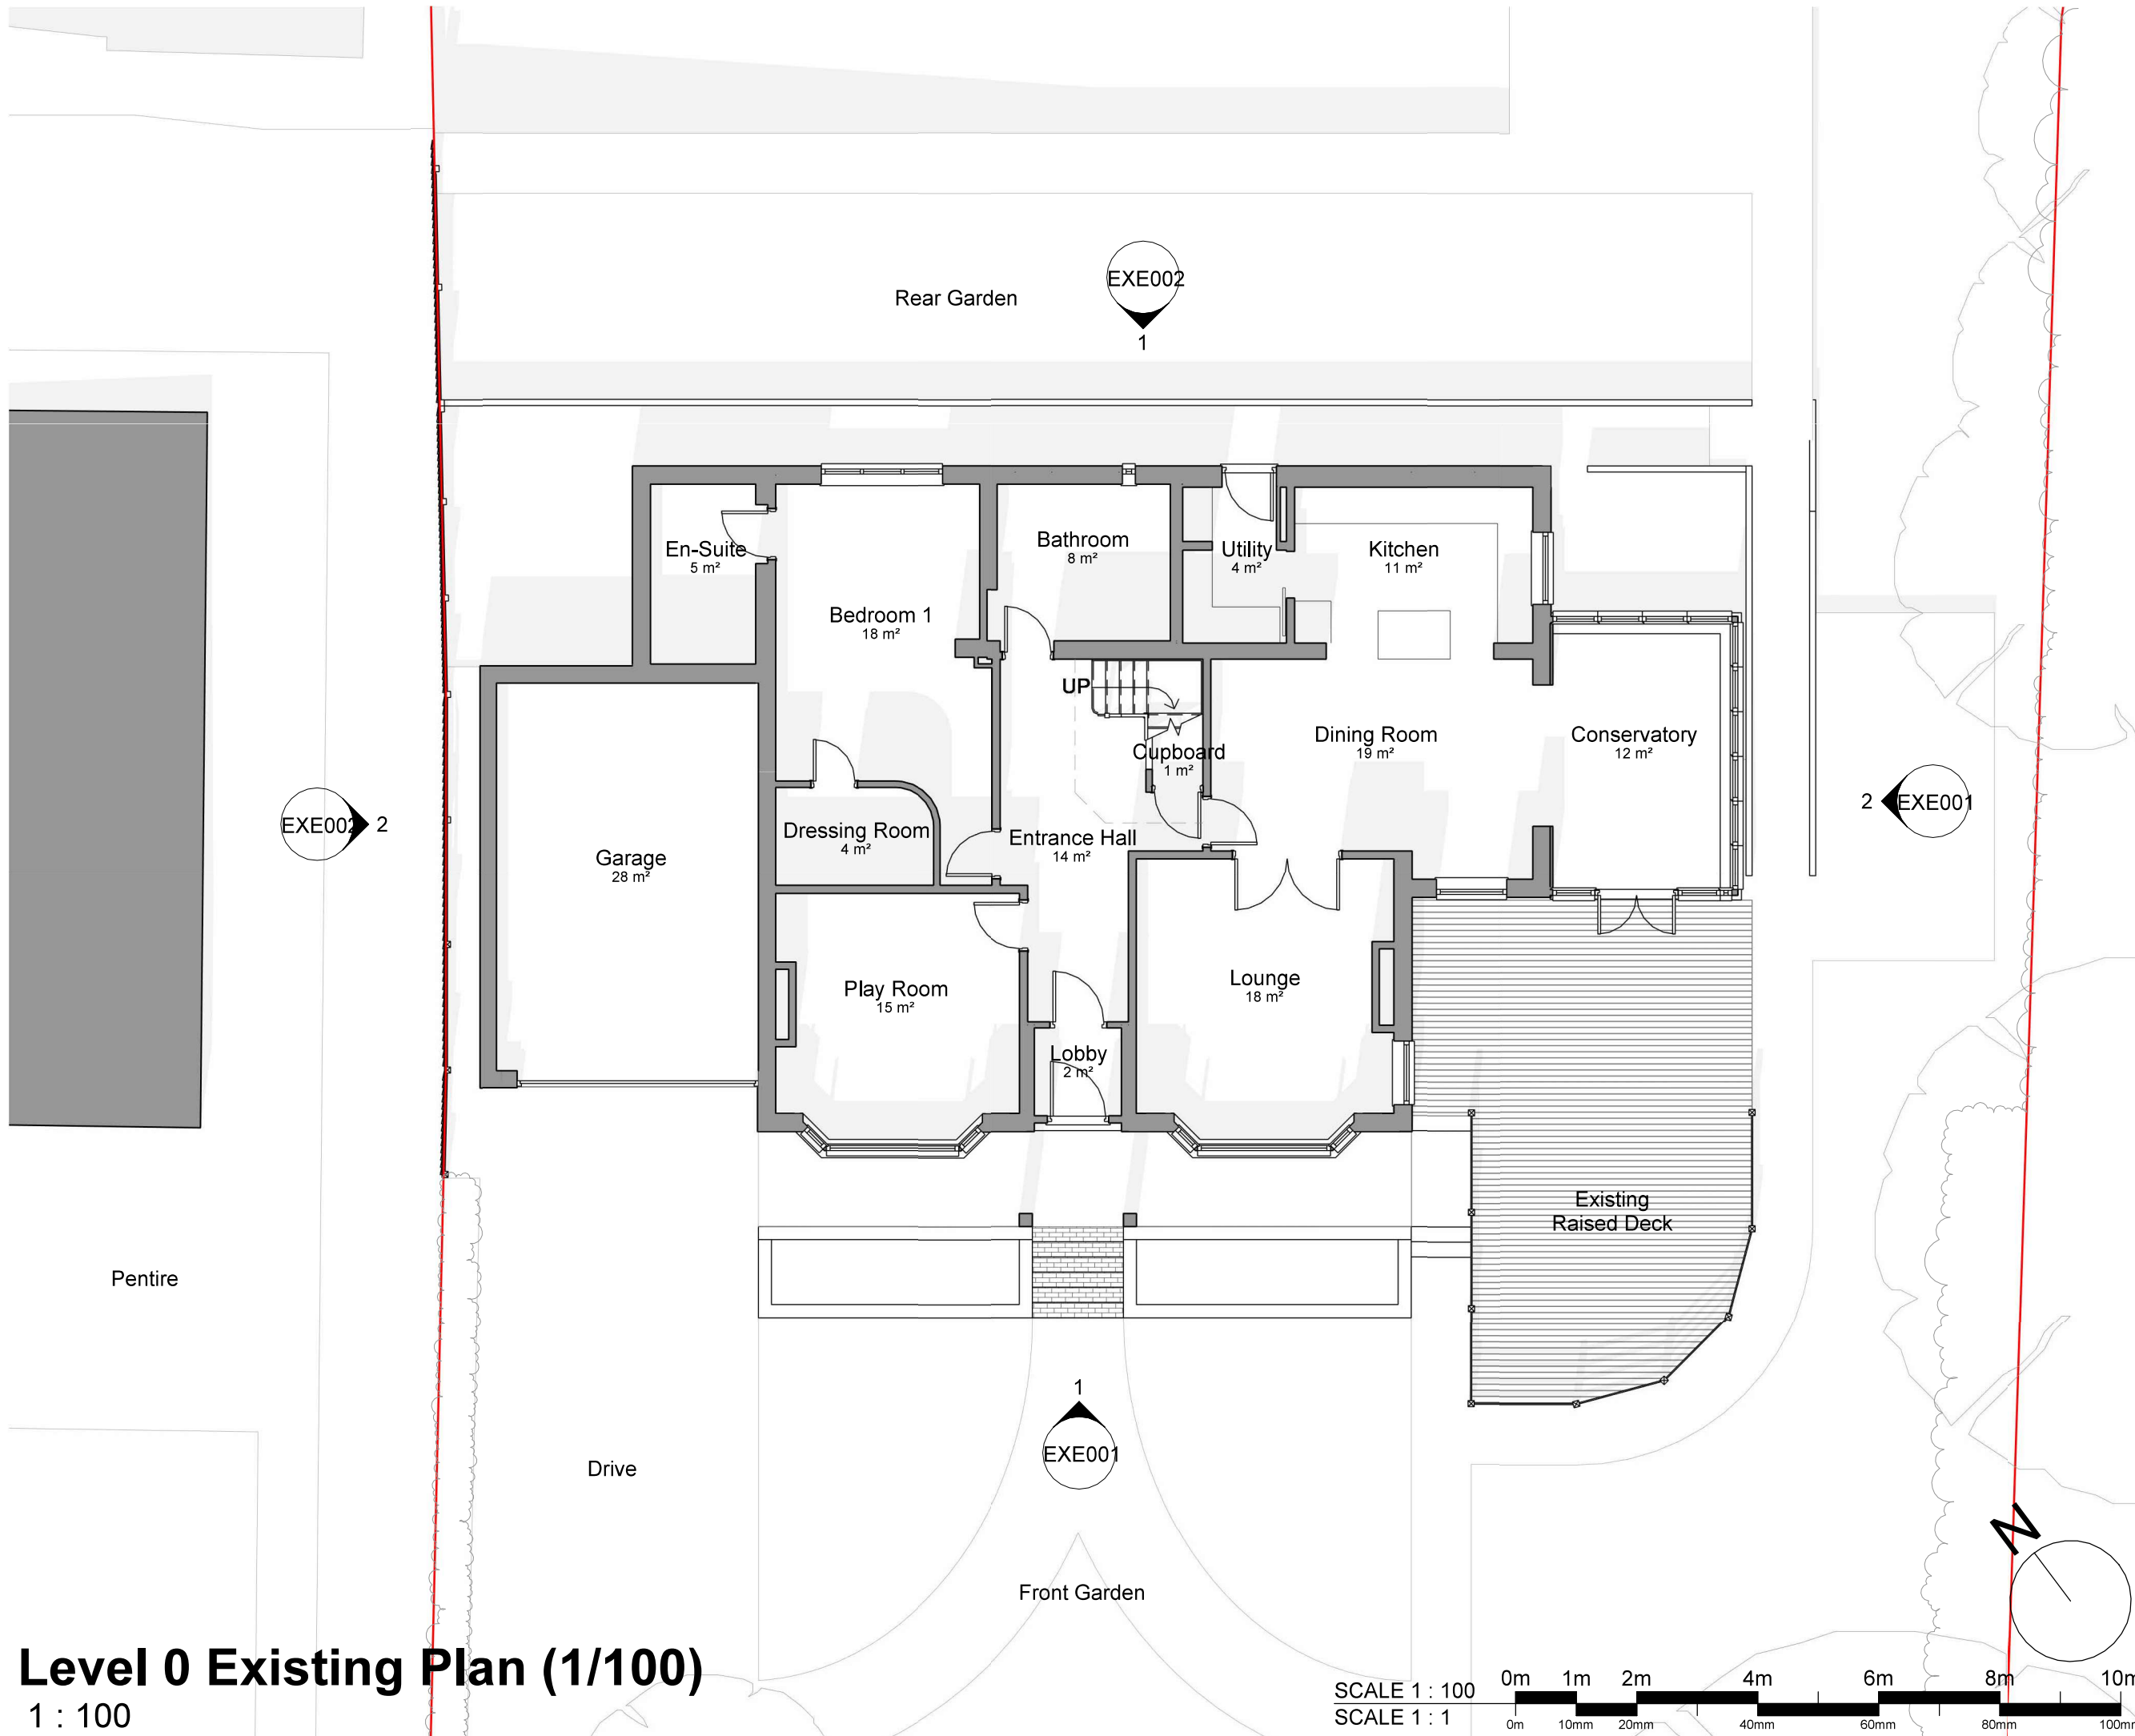 EXE002
1
Rear Garden
En-Suite
5 m²
Bedroom 1
18 m²
Bathroom
8 m²
Utility
4 m²
Kitchen
11 m²
UP
Cupboard
1 m²
Dining Room
19 m²
Conservatory
12 m²
EXE002 2
2 EXE001
Garage
28 m²
Dressing Room
4 m²
Entrance Hall
14 m²
Play Room
15 m²
Lobby
2 m²
Lounge
18 m²
Existing
Raised Deck
Pentire
1
EXE001
Drive
Front Garden
N
Level 0 Existing Plan (1/100)
1 : 100
SCALE 1 : 100
0m 1m 2m 4m 6m 8m 10m
SCALE 1 : 1
0m 10mm 20mm 40mm 60mm 80mm 100mm